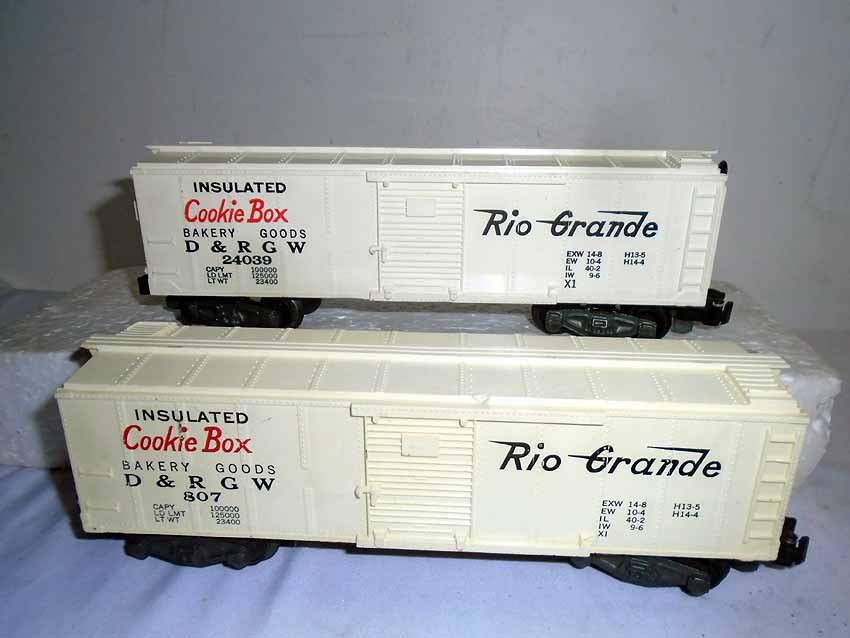 INSULATED
Cookie Box
BAKERY GOODS
D & R G W
24039
CAPY 100000
LD LMT 125000
LT WT 23400
Rio Grande
EXW 14-8 H13-5
EW 10-4 H14-4
IL 40-2
IW 9-6
X1
INSULATED
Cookie Box
BAKERY GOODS
D & R G W
807
CAPY 100000
LD LMT 125000
LT WT 23400
Rio Grande
EXW 14-8 H13-5
EW 10-4 H14-4
IL 40-2
IW 9-6
XI